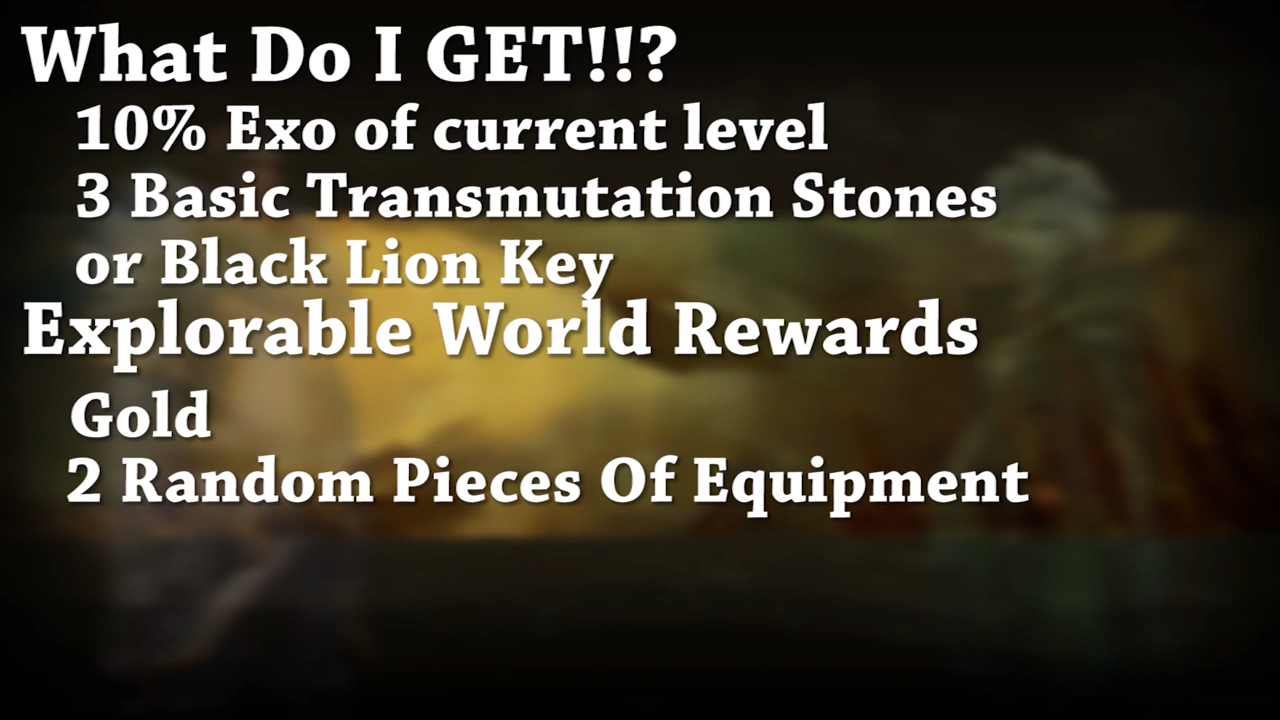 What Do I GET!!?
10% Exo of current level
3 Basic Transmutation Stones
or Black Lion Key
Explorable World Rewards
Gold
2 Random Pieces Of Equipment